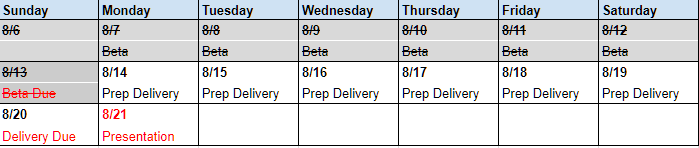 Sunday Monday Tuesday Wednesday Thursday Friday Saturday
8/6 8/7 8/8 8/9 8/10 8/11 8/12
Beta Beta Beta Beta Beta Beta
8/13 8/14 8/15 8/16 8/17 8/18 8/19
Beta Due Prep Delivery Prep Delivery Prep Delivery Prep Delivery Prep Delivery Prep Delivery
8/20 8/21
Delivery Due Presentation